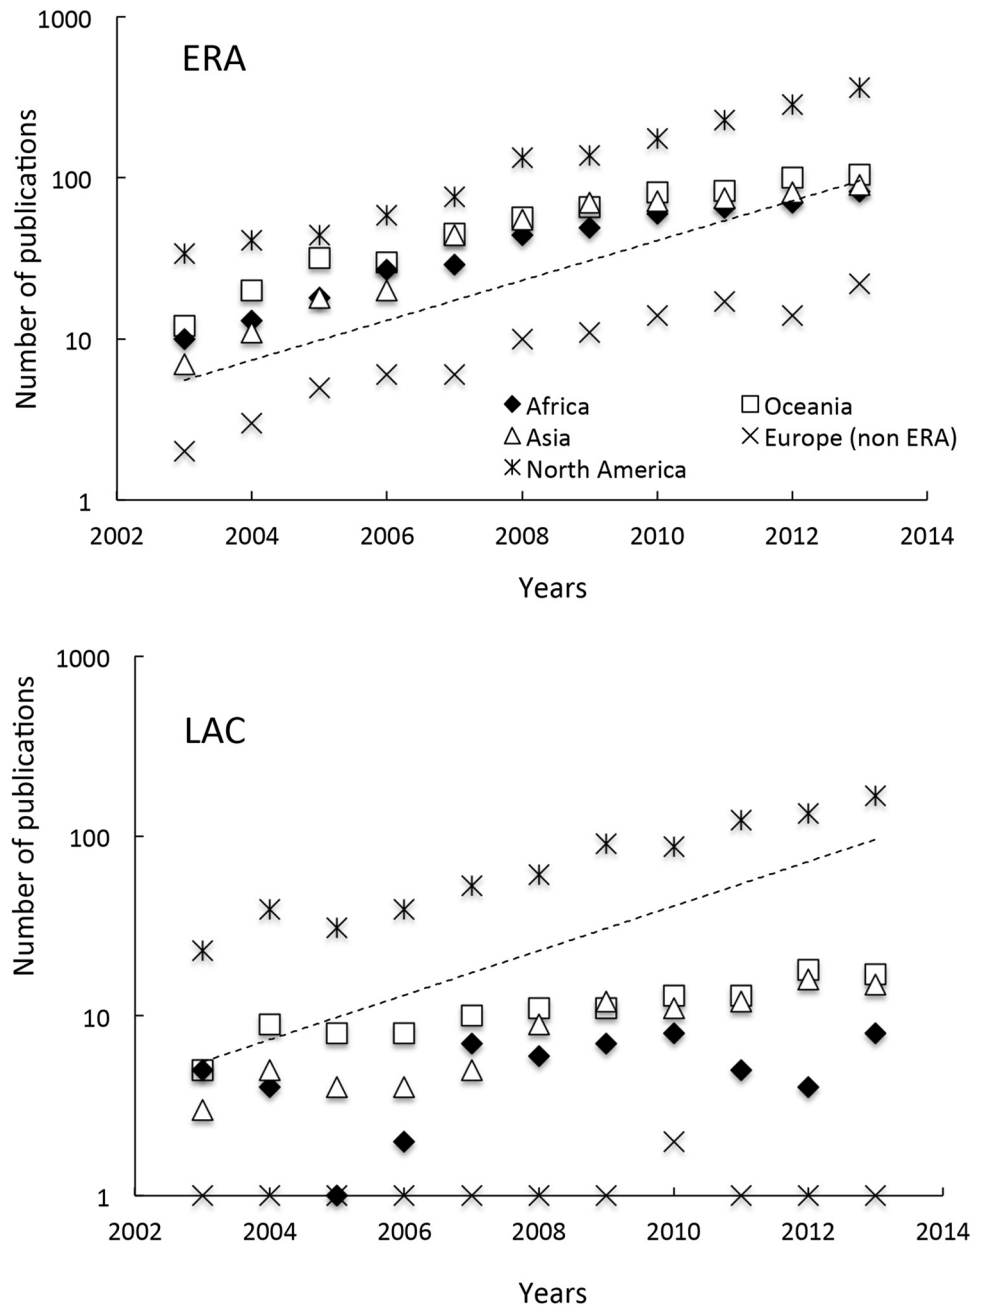 1000
ERA
100
10
1
Number of publications
Africa
Oceania
Asia
Europe (non ERA)
North America
2002 2004 2006 2008 2010 2012 2014
Years
1000
LAC
100
10
1
Number of publications
2002 2004 2006 2008 2010 2012 2014
Years